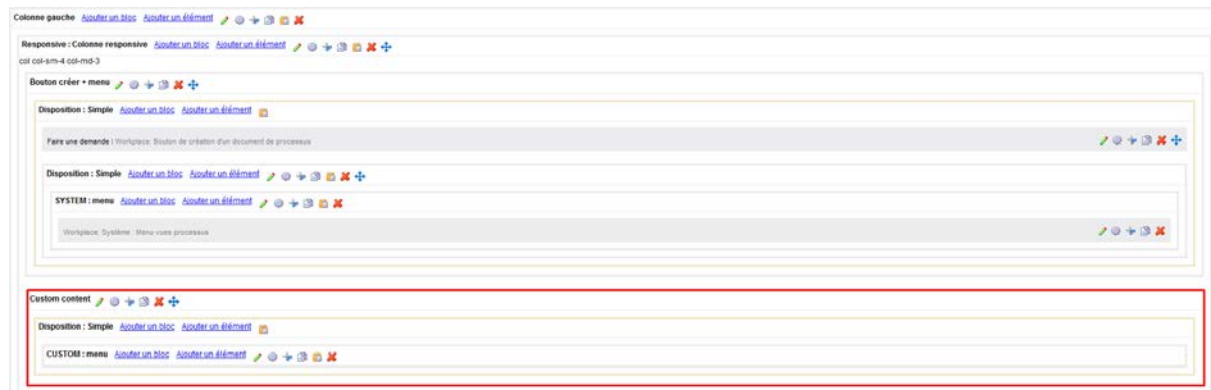 Colonne gauche Ajouter un bloc Ajouter un élément
Responsive : Colonne responsive Ajouter un bloc Ajouter un élément
col col-sm-4 col-md-3
Bouton créer + menu
Disposition : Simple Ajouter un bloc Ajouter un élément
Faire une demande | Workplace: Bouton de création d'un document de processus
Disposition : Simple Ajouter un bloc Ajouter un élément
SYSTEM : menu Ajouter un bloc Ajouter un élément
Workplace: Système : Menu vues processus
Custom content
Disposition : Simple Ajouter un bloc Ajouter un élément
CUSTOM : menu Ajouter un bloc Ajouter un élément